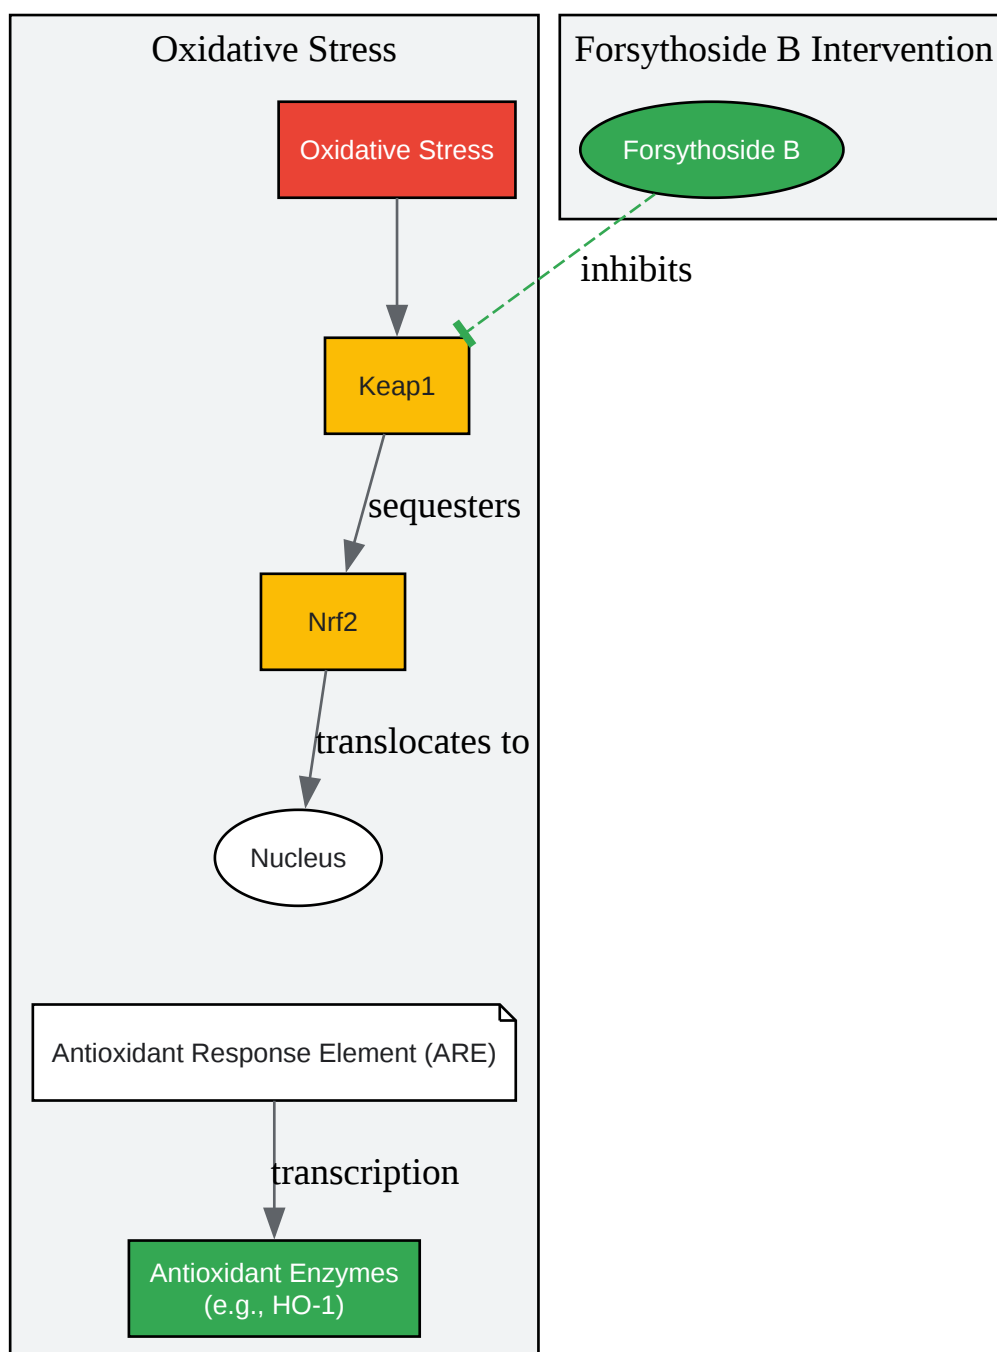 Oxidative Stress
Forsythoside B Intervention
Oxidative Stress
Forsythoside B
inhibits
Keap1
sequesters
Nrf2
translocates to
Nucleus
Antioxidant Response Element (ARE)
transcription
Antioxidant Enzymes
(e.g., HO-1)